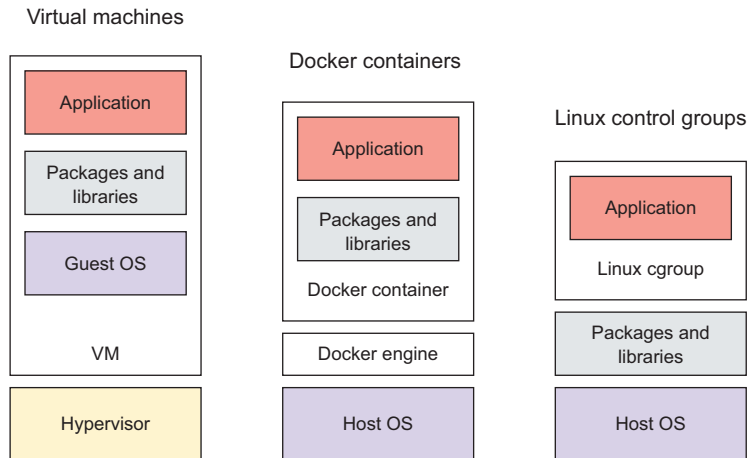 Virtual machines
Application
Packages and
libraries
Guest OS
VM
Hypervisor
Docker containers
Application
Packages and
libraries
Docker container
Docker engine
Host OS
Linux control groups
Application
Linux cgroup
Packages and
libraries
Host OS